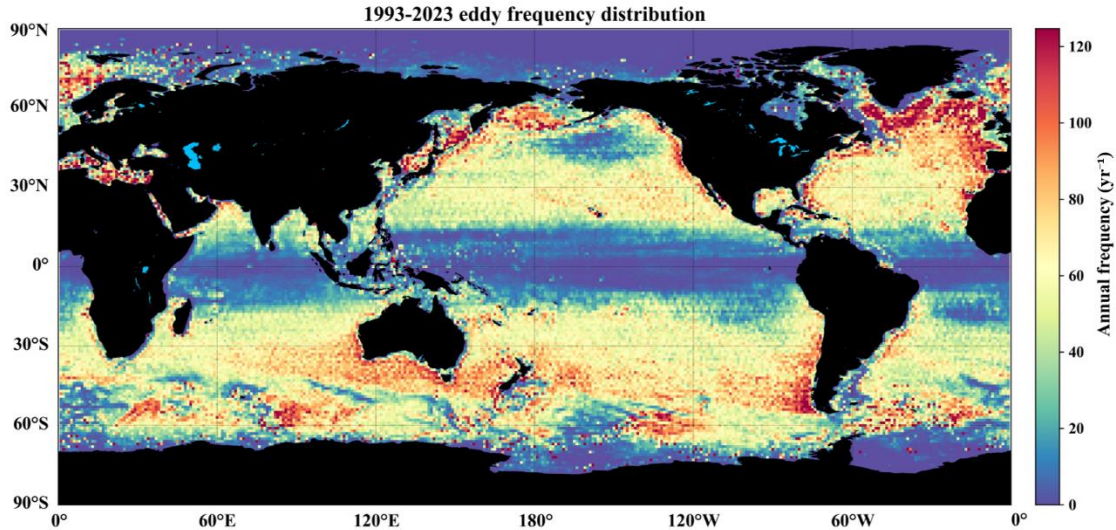 1993-2023 eddy frequency distribution
90°N
60°N
30°N
0°
30°S
60°S
90°S
0°
60°E
120°E
180°
120°W
60°W
0°
120
100
80
60
40
20
0
Annual frequency (yr⁻¹)